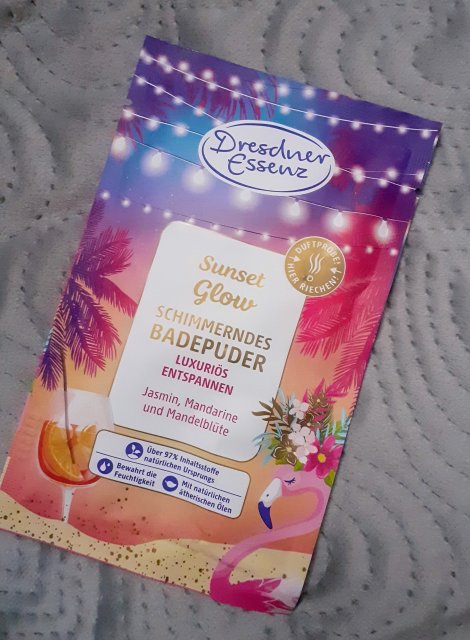 Dresdner
Essenz
DUFTPROBE!
HIER RIECHEN!
Sunset
Glow
SCHIMMERNDES
BADEPUDER
LUXURIÖS
ENTSPANNEN
Jasmin, Mandarine
und Mandelblüte
Über 97% Inhaltsstoffe
natürlichen Ursprungs
Bewahrt die
Feuchtigkeit
Mit natürlichen
ätherischen Ölen